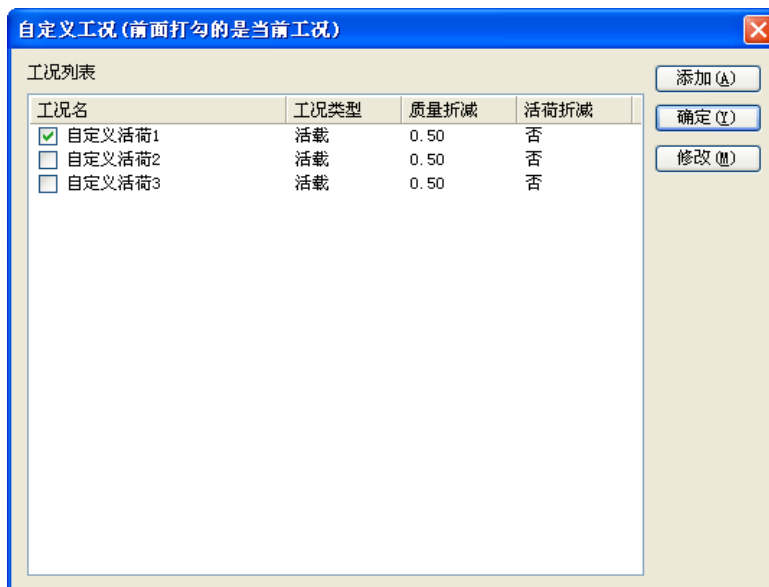 自定义工况(前面打勾的是当前工况)
工况列表
添加(A)
工况名 工况类型 质量折减 活荷折减
确定(Y)
自定义活荷1 活载 0.50 否
自定义活荷2 活载 0.50 否
修改(M)
自定义活荷3 活载 0.50 否